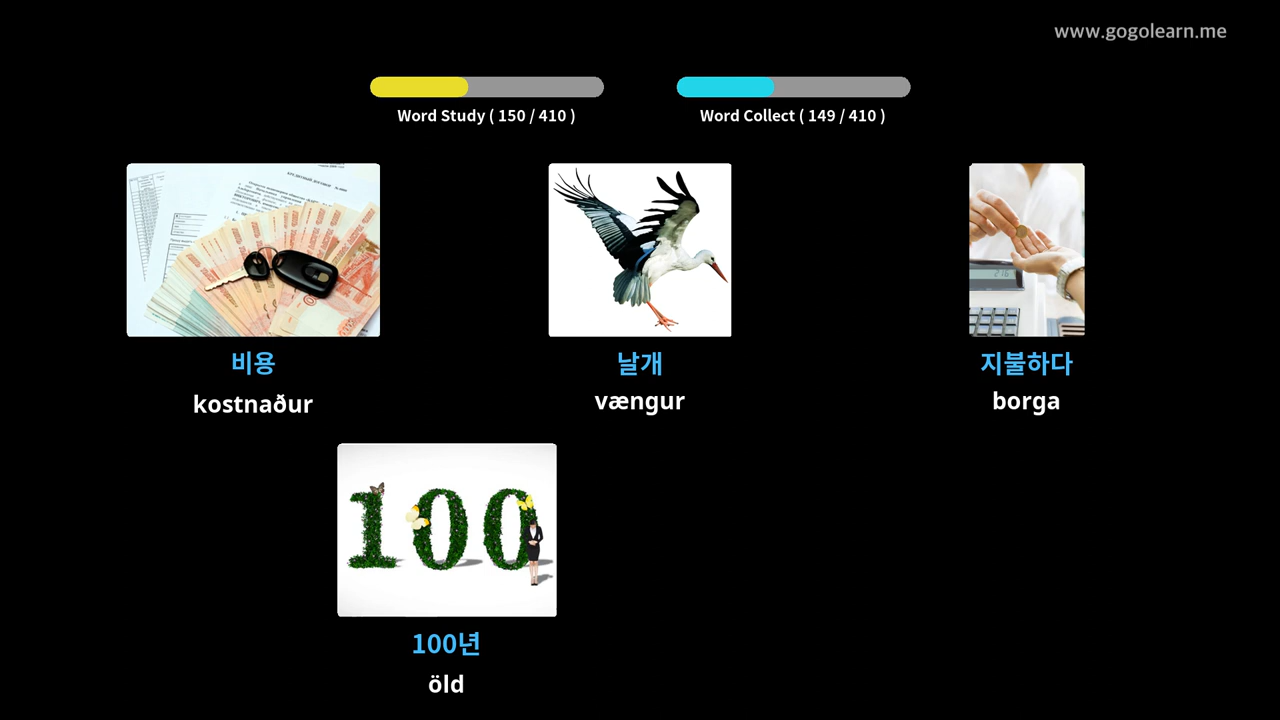 www.gogolearn.me
Word Study ( 150 / 410 )
Word Collect ( 149 / 410 )
비용
kostnaður
날개
vængur
지불하다
borga
100
100년
öld